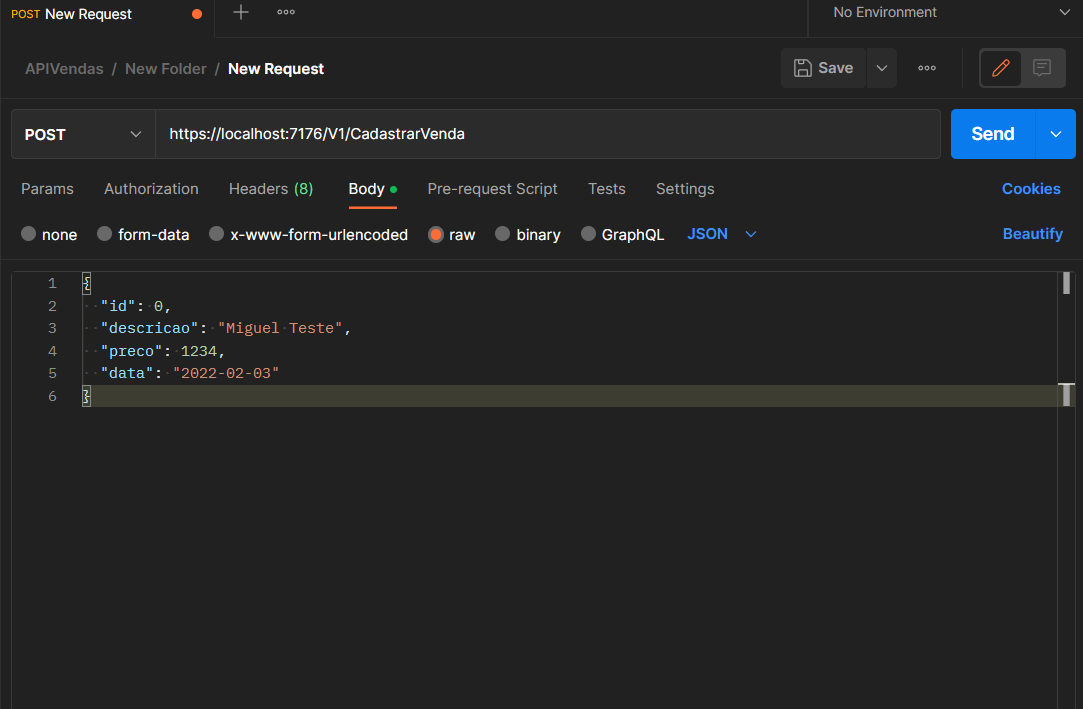 POST New Request
No Environment
APIVendas / New Folder / New Request
Save
POST
https://localhost:7176/V1/CadastrarVenda
Send
Params Authorization Headers (8) Body Pre-request Script Tests Settings Cookies
none form-data x-www-form-urlencoded raw binary GraphQL JSON Beautify
1 {
2 "id": 0,
3 "descricao": "Miguel Teste",
4 "preco": 1234,
5 "data": "2022-02-03"
6 }